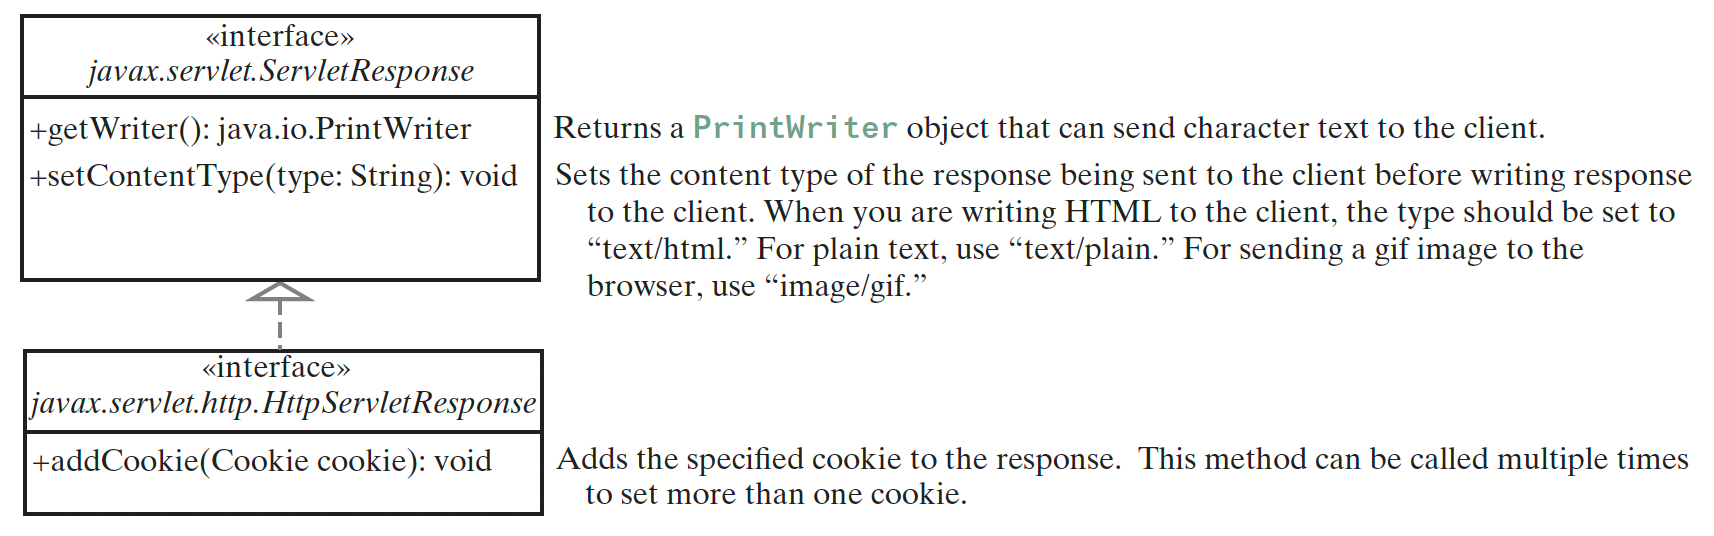 «interface»
javax.servlet.ServletResponse
+getWriter(): java.io.PrintWriter
Returns a PrintWriter object that can send character text to the client.
+setContentType(type: String): void
Sets the content type of the response being sent to the client before writing response
to the client. When you are writing HTML to the client, the type should be set to
“text/html.” For plain text, use “text/plain.” For sending a gif image to the
browser, use “image/gif.”
«interface»
javax.servlet.http.HttpServletResponse
+addCookie(Cookie cookie): void
Adds the specified cookie to the response. This method can be called multiple times
to set more than one cookie.